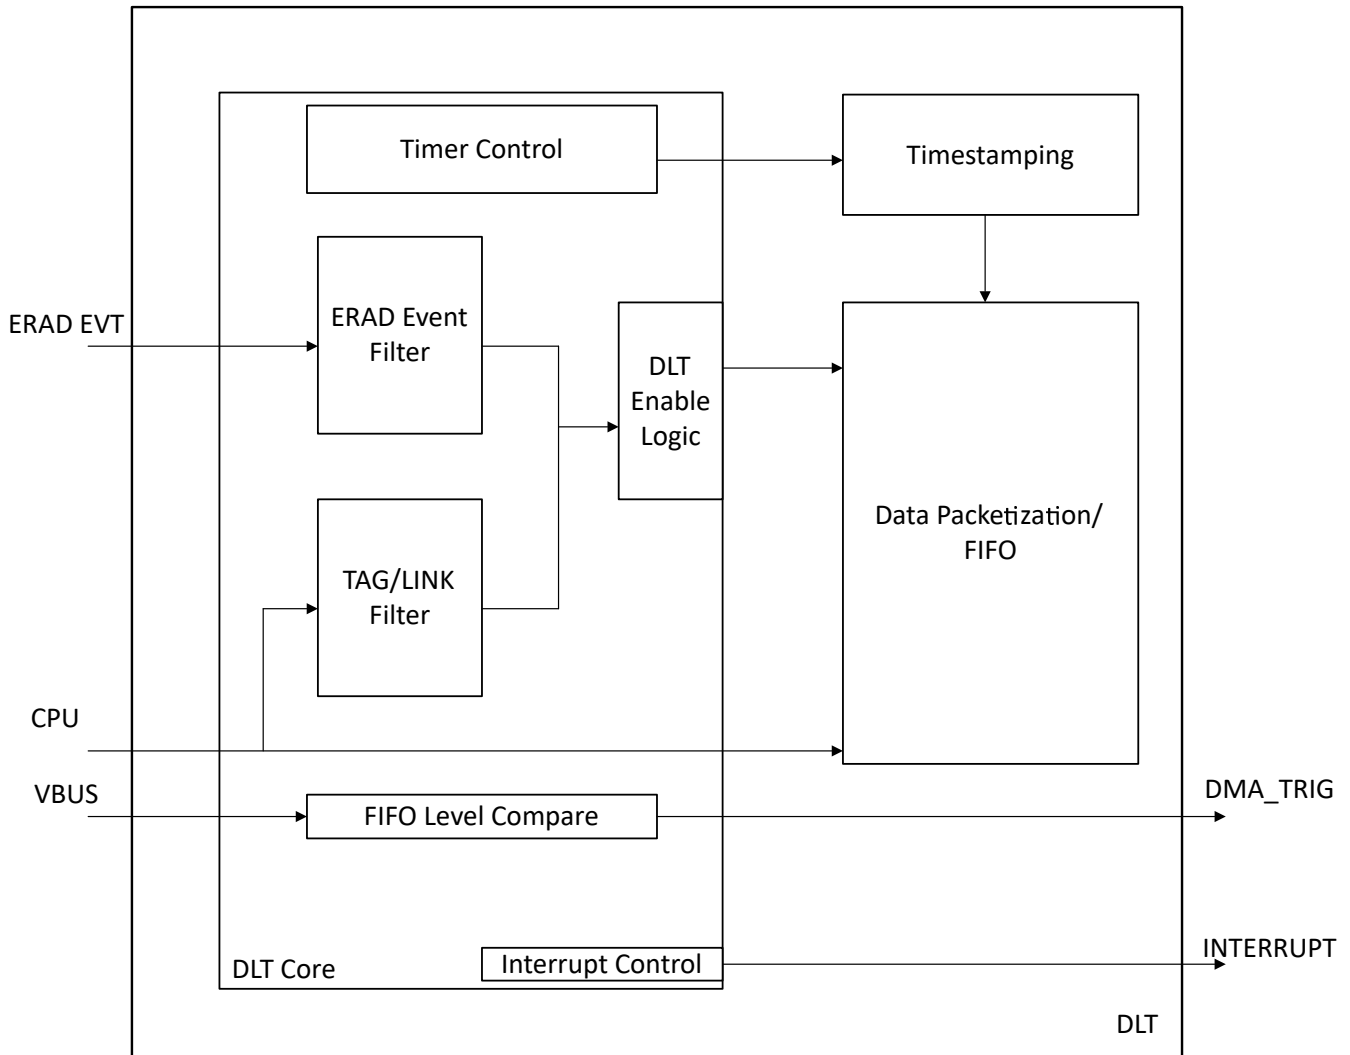 Timer Control
Timestamping
ERAD EVT
ERAD Event
Filter
DLT
Enable
Logic
Data Packetization/
FIFO
TAG/LINK
Filter
CPU
VBUS
FIFO Level Compare
DMA_TRIG
DLT Core
Interrupt Control
INTERRUPT
DLT